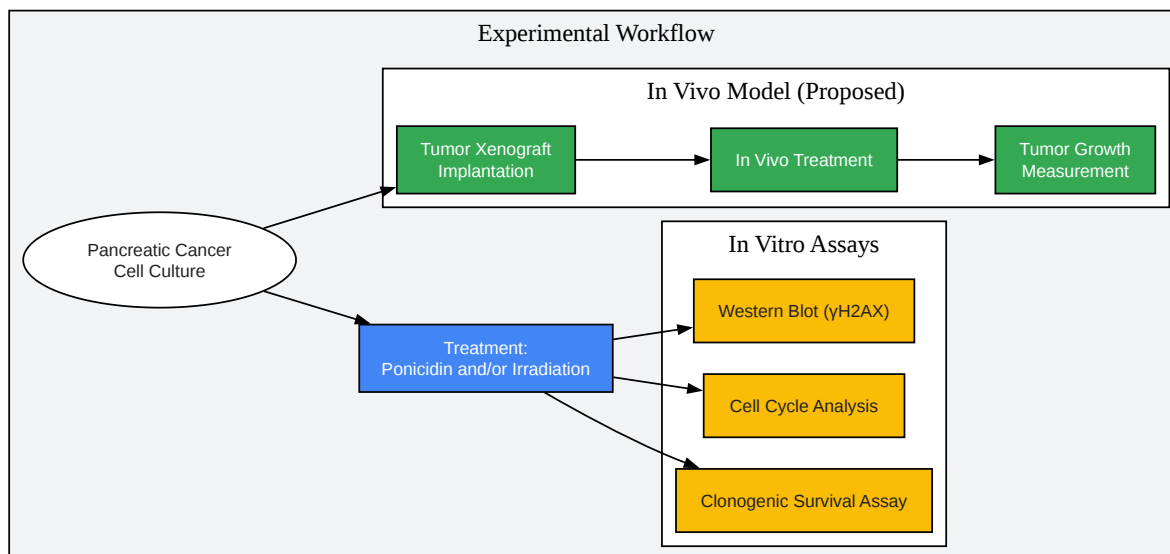 Experimental Workflow
In Vivo Model (Proposed)
Tumor Xenograft
Implantation
In Vivo Treatment
Tumor Growth
Measurement
Pancreatic Cancer
Cell Culture
In Vitro Assays
Western Blot (γH2AX)
Treatment:
Ponicidin and/or Irradiation
Cell Cycle Analysis
Clonogenic Survival Assay